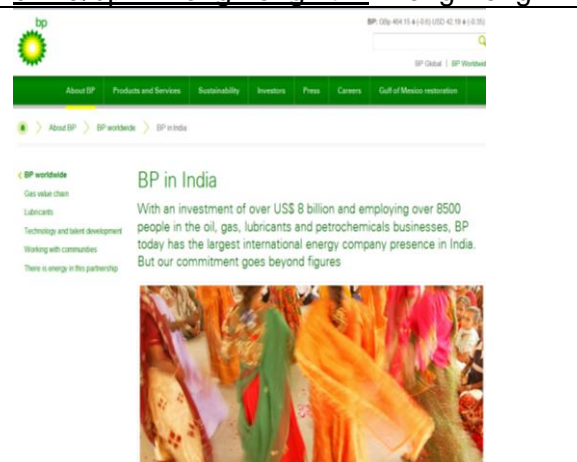 bp
BP: GBp 464.15 (-0.6) USD 42.18 (-0.35)
BP Global | BP Worldwid
About BP Products and Services Sustainability Investors Press Careers Gulf of Mexico restoration
About BP BP worldwide BP in India
BP worldwide
Gas value chain
Lubricants
Technology and talent development
Working with communities
There is energy in this partnership
BP in India
With an investment of over US$ 8 billion and employing over 8500
people in the oil, gas, lubricants and petrochemicals businesses, BP
today has the largest international energy company presence in India.
But our commitment goes beyond figures